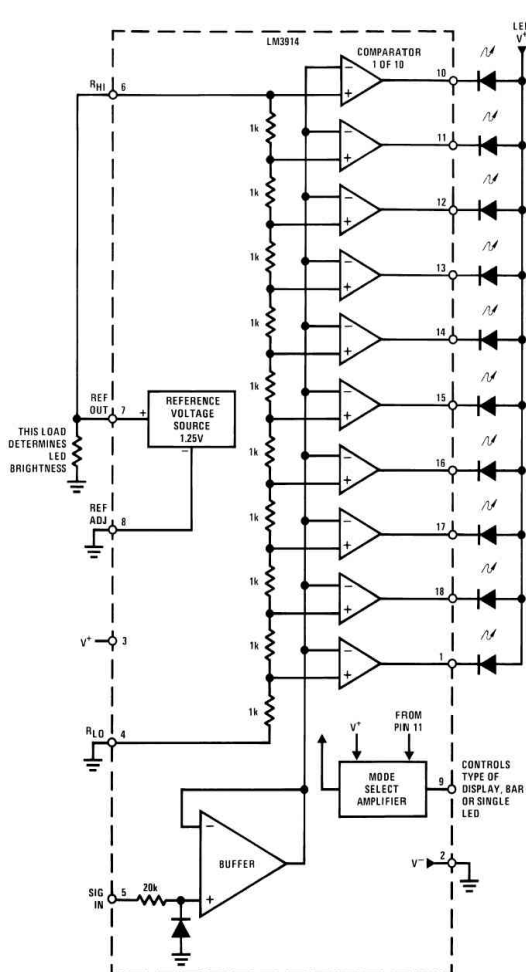 LED
V+
LM3914
COMPARATOR
1 OF 10
RHI
6
10
1k
11
1k
12
1k
13
1k
14
1k
15
REF
OUT
7
+
REFERENCE
VOLTAGE
SOURCE
1.25V
−
THIS LOAD
DETERMINES
LED
BRIGHTNESS
1k
16
REF
ADJ
8
1k
17
1k
18
V+
3
1k
1
1k
RLO
4
V+
FROM
PIN 11
MODE
SELECT
AMPLIFIER
9
CONTROLS
TYPE OF
DISPLAY, BAR
OR SINGLE
LED
−
BUFFER
+
V−
2
SIG
IN
5
20k